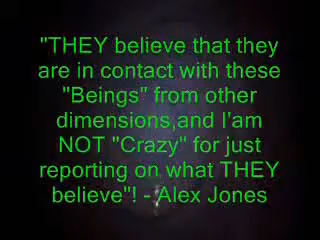 "THEY believe that they
are in contact with these
"Beings" from other
dimensions,and I'am
NOT "Crazy" for just
reporting on what THEY
believe"! - Alex Jones